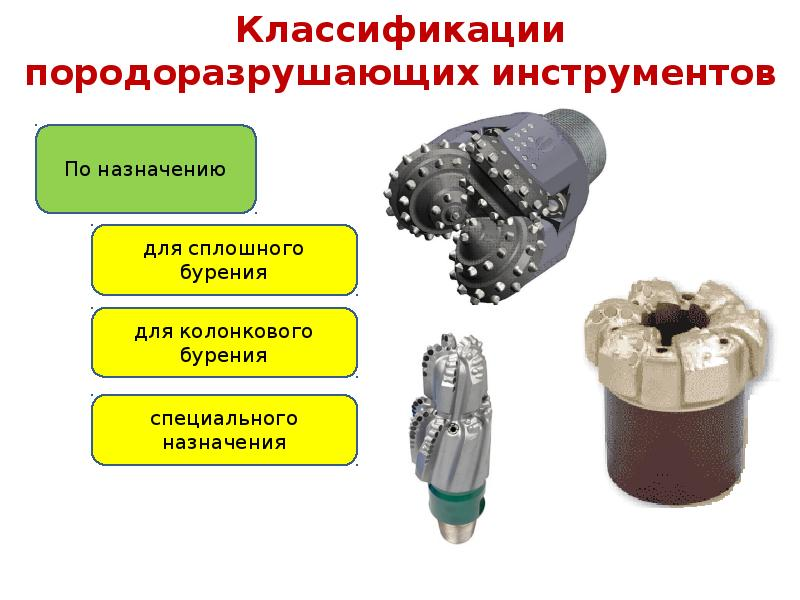 Классификации
породоразрушающих инструментов
По назначению
для сплошного
бурения
для колонкового
бурения
специального
назначения